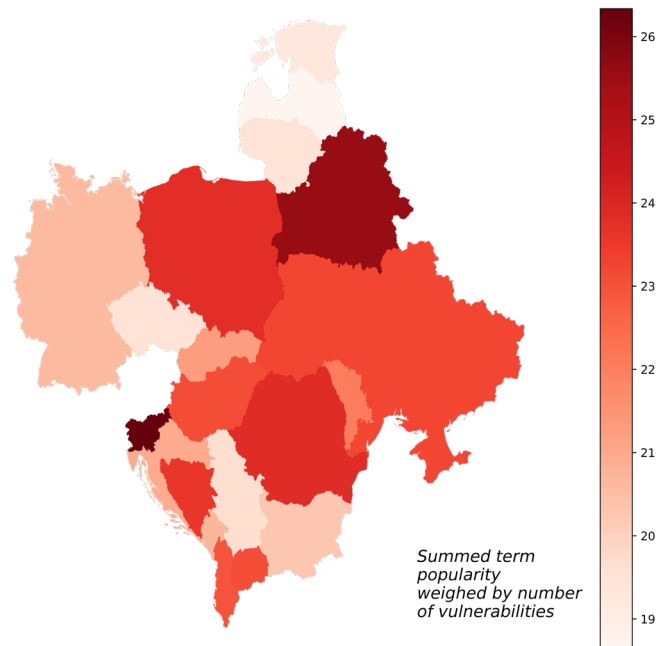 26
25
24
23
22
21
20
19
Summed term
popularity
weighed by number
of vulnerabilities